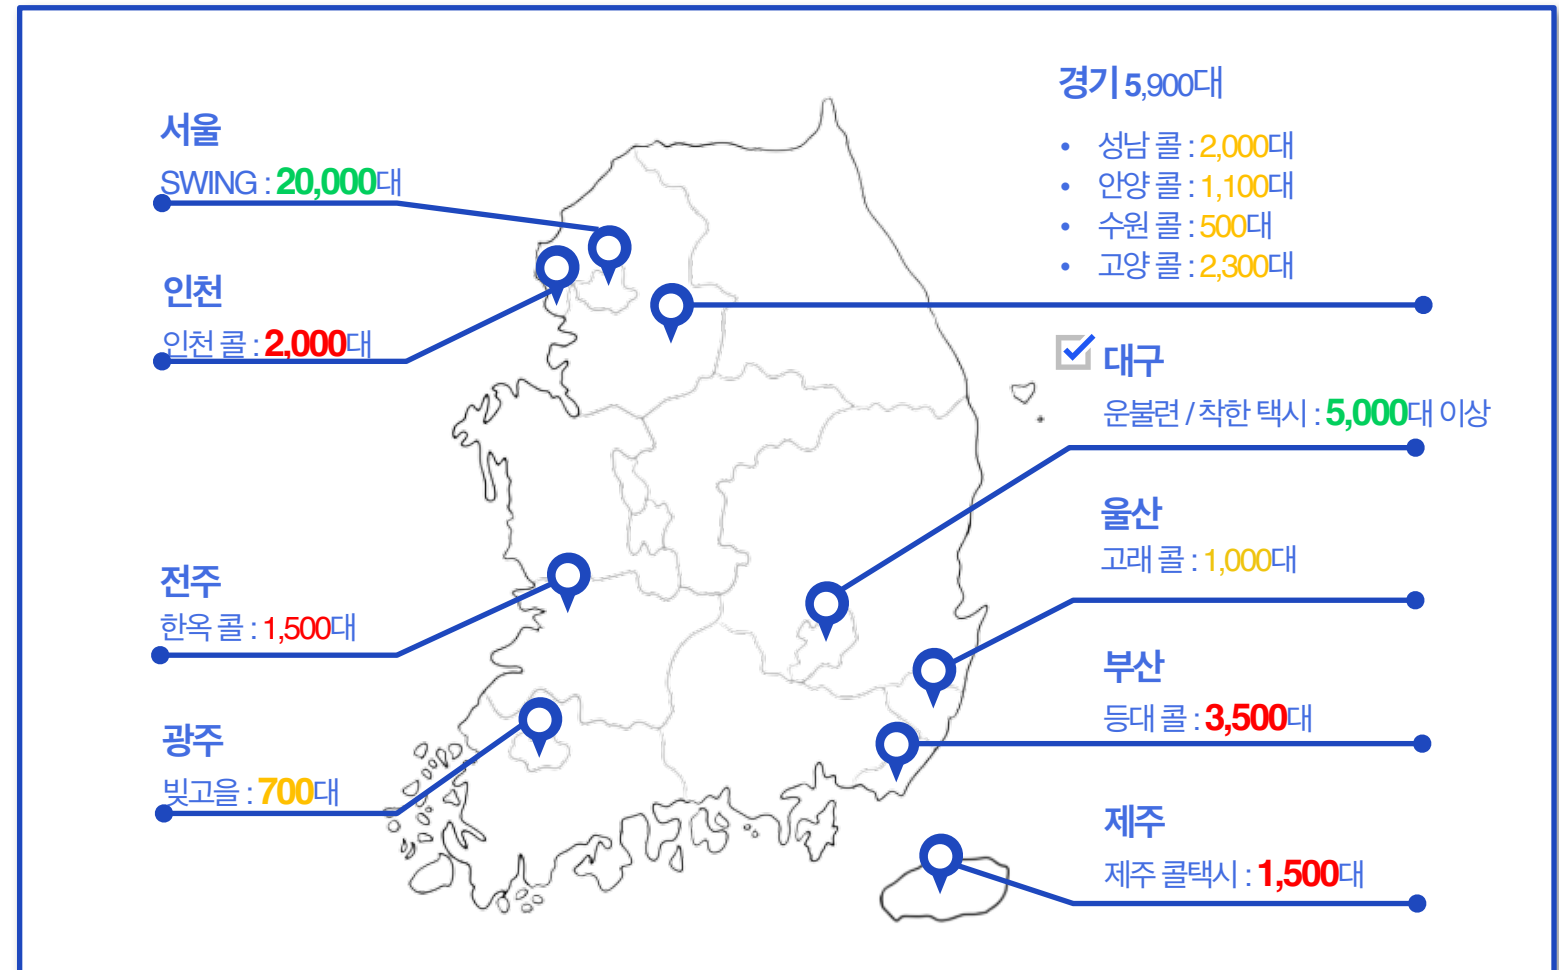 서울
SWING : 20,000대
인천
인천 콜 : 2,000대
전주
한옥 콜 : 1,500대
광주
빛고을 : 700대
경기 5,900대
• 성남 콜 : 2,000대
• 안양 콜 : 1,100대
• 수원 콜 : 500대
• 고양 콜 : 2,300대
대구
운불련 / 착한 택시 : 5,000대 이상
울산
고래 콜 : 1,000대
부산
등대 콜 : 3,500대
제주
제주 콜택시 : 1,500대